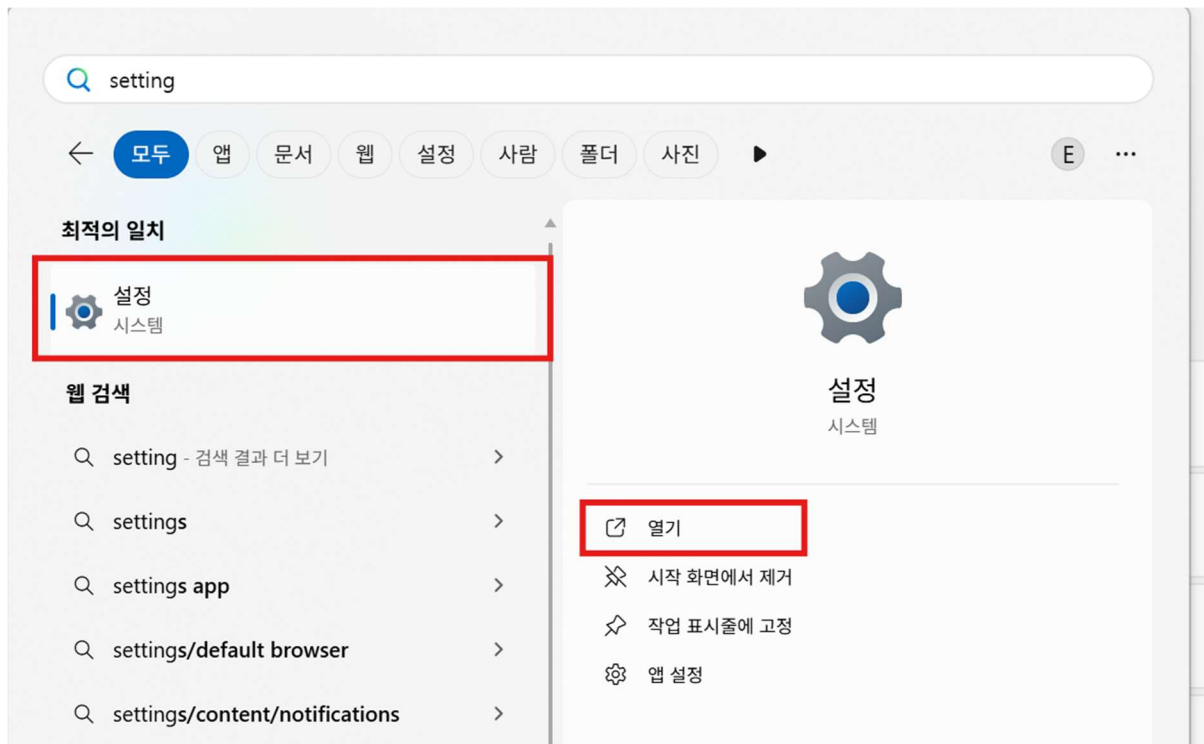 setting
모두 앱 문서 웹 설정 사람 폴더 사진 E ...
최적의 일치
설정
시스템
웹 검색
setting - 검색 결과 더 보기
settings
settings app
settings/default browser
settings/content/notifications
설정
시스템
열기
시작 화면에서 제거
작업 표시줄에 고정
앱 설정